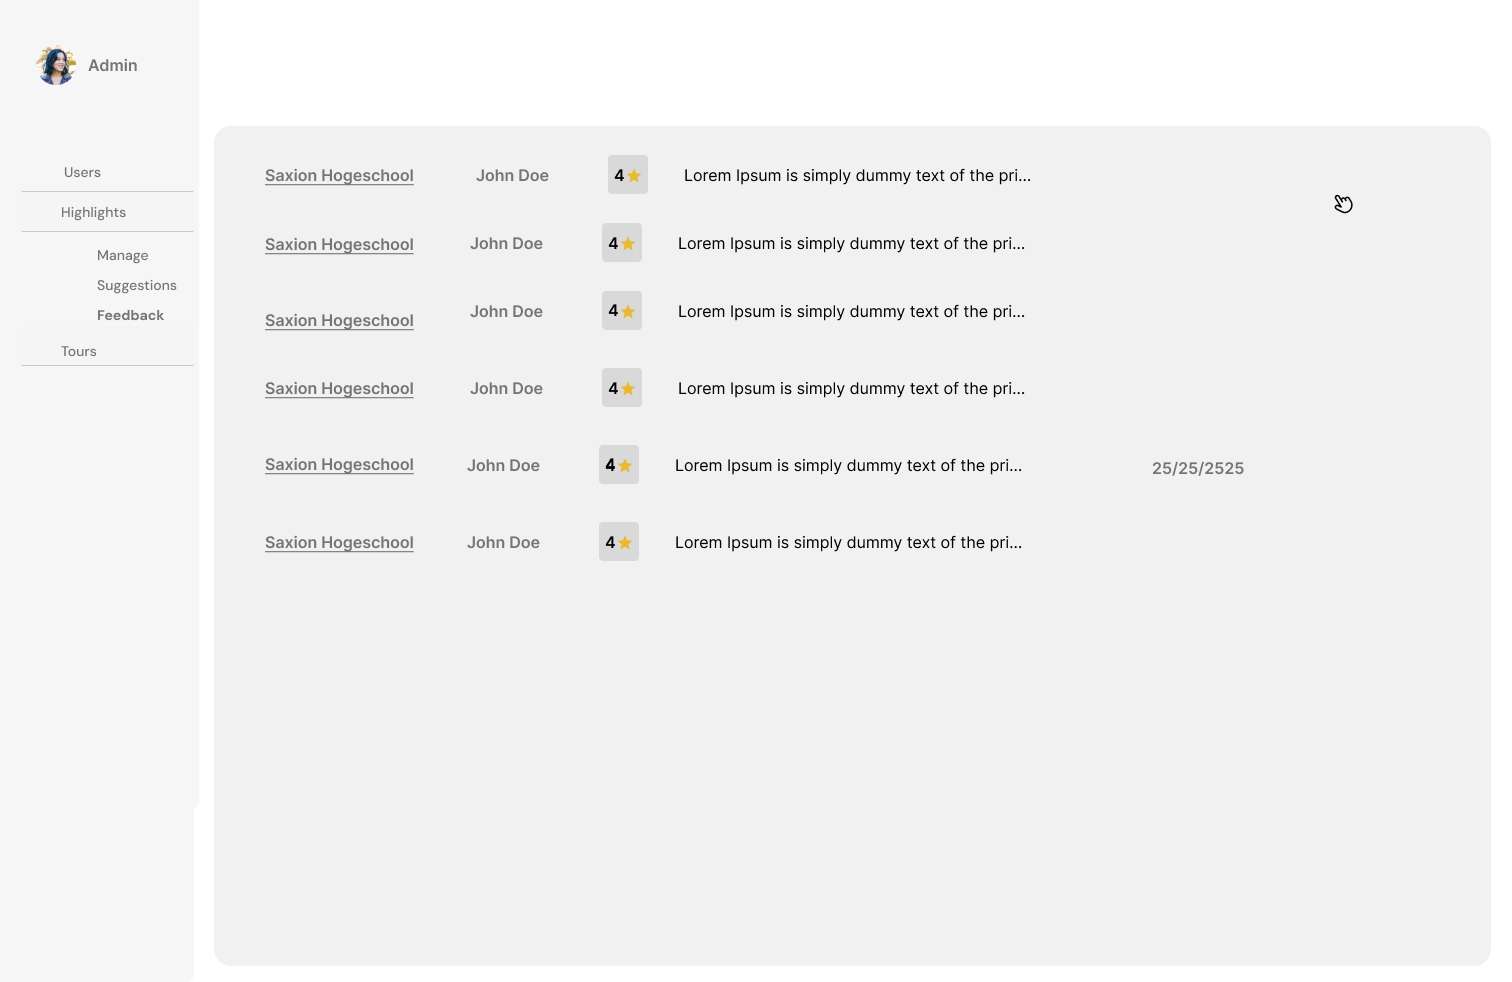 Admin
Users
Highlights
Manage
Suggestions
Feedback
Tours
Saxion Hogeschool John Doe 4 Lorem Ipsum is simply dummy text of the pri...
Saxion Hogeschool John Doe 4 Lorem Ipsum is simply dummy text of the pri...
Saxion Hogeschool John Doe 4 Lorem Ipsum is simply dummy text of the pri...
Saxion Hogeschool John Doe 4 Lorem Ipsum is simply dummy text of the pri...
Saxion Hogeschool John Doe 4 Lorem Ipsum is simply dummy text of the pri... 25/25/2525
Saxion Hogeschool John Doe 4 Lorem Ipsum is simply dummy text of the pri...